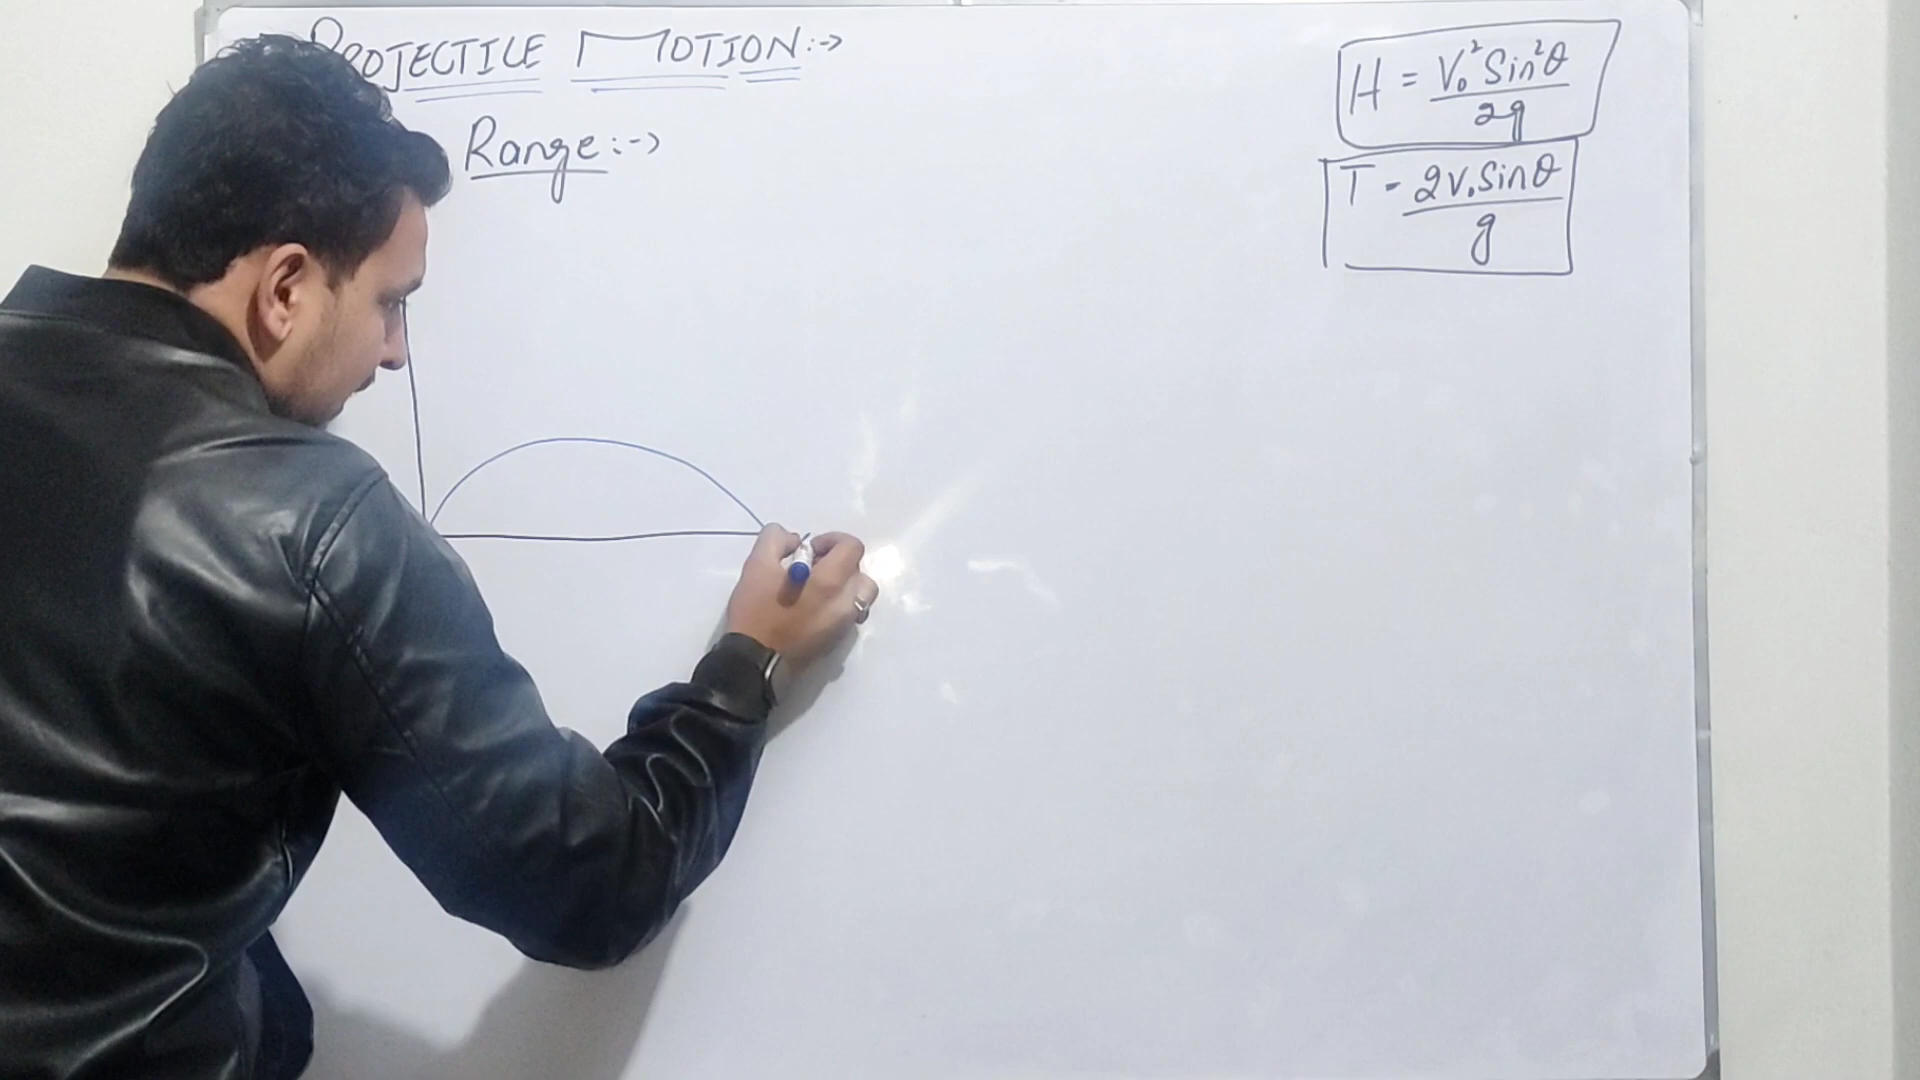 PROJECTILE MOTION:->
Range:->
H = V₀²Sin²θ
2g
T - 2V₀Sinθ
g